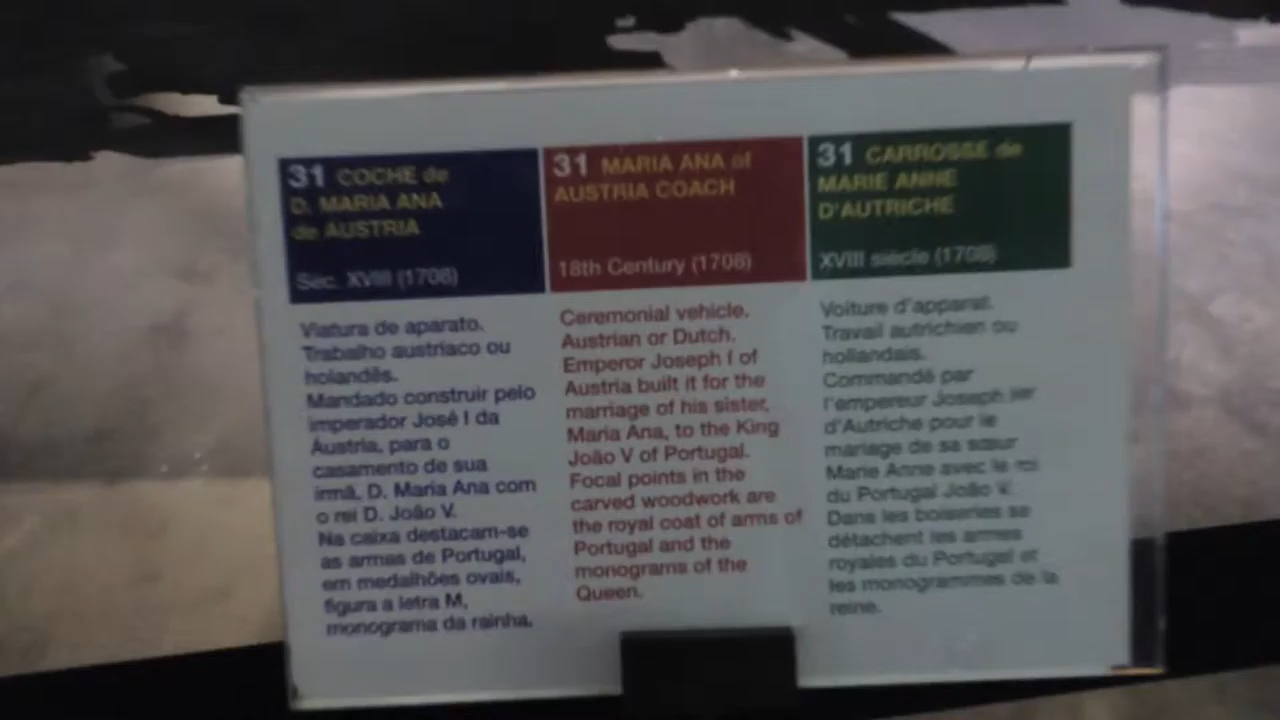 31 COCHE de
D. MARIA ANA
de AUSTRIA
Séc. XVIII (1708)
Viatura de aparato.
Trabalho austríaco ou
holandês.
Mandado construir pelo
imperador José I da
Áustria, para o
casamento de sua
irmã, D. Maria Ana com
o rei D. João V.
Na caixa destacam-se
as armas de Portugal,
em medalhões ovais,
figura a letra M,
monograma da rainha.
31 MARIA ANA of
AUSTRIA COACH
18th Century (1708)
Ceremonial vehicle.
Austrian or Dutch.
Emperor Joseph I of
Austria built it for the
marriage of his sister,
Maria Ana, to the King
João V of Portugal.
Focal points in the
carved woodwork are
the royal coat of arms of
Portugal and the
monograms of the
Queen.
31 CARROSSE de
MARIE ANNE
D'AUTRICHE
XVIII siècle (1708)
Voiture d'apparat.
Travail autrichien ou
hollandais.
Commandé par
l'empereur Joseph Ier
d'Autriche pour le
mariage de sa sœur
Marie Anne avec le roi
du Portugal João V.
Dans les boiseries se
détachent les armes
royales du Portugal et
les monogrammes de la
reine.